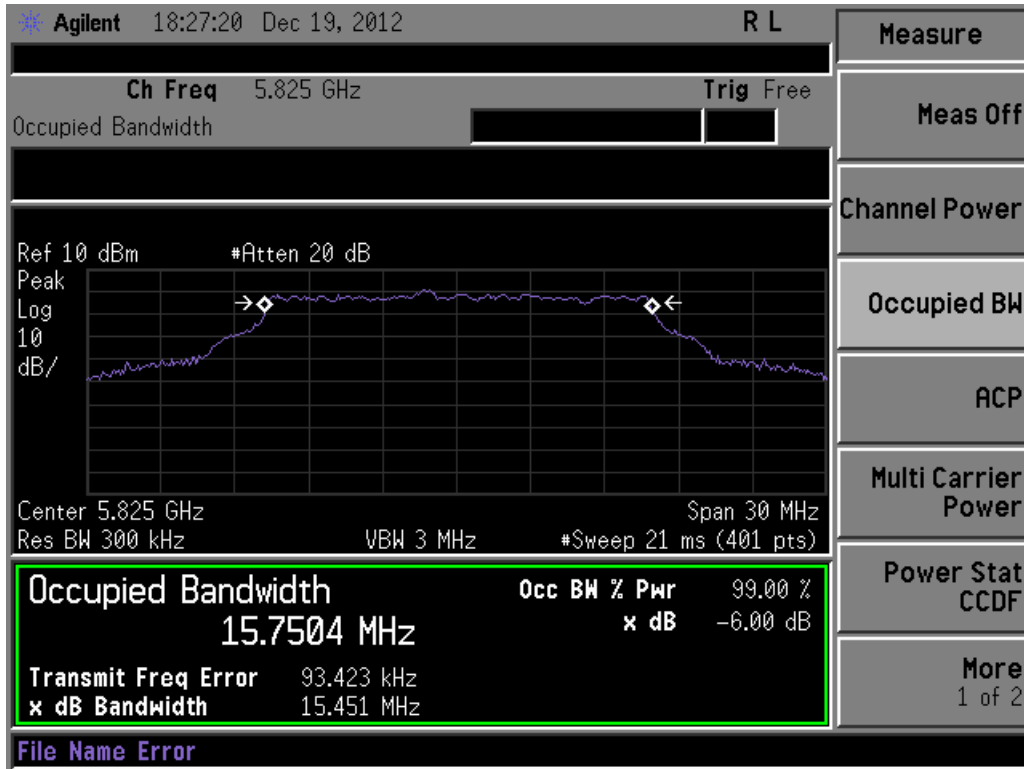 Agilent 18:27:20 Dec 19, 2012 R L
Measure
Ch Freq 5.825 GHz Trig Free
Occupied Bandwidth
Meas Off
Channel Power
Ref 10 dBm #Atten 20 dB
Peak
Log
10
dB/
Occupied BW
ACP
Center 5.825 GHz Span 30 MHz
Res BW 300 kHz VBW 3 MHz #Sweep 21 ms (401 pts)
Multi Carrier
Power
Occupied Bandwidth Occ BW % Pwr 99.00 %
15.7504 MHz x dB -6.00 dB
Power Stat
CCDF
Transmit Freq Error 93.423 kHz
x dB Bandwidth 15.451 MHz
More
1 of 2
File Name Error